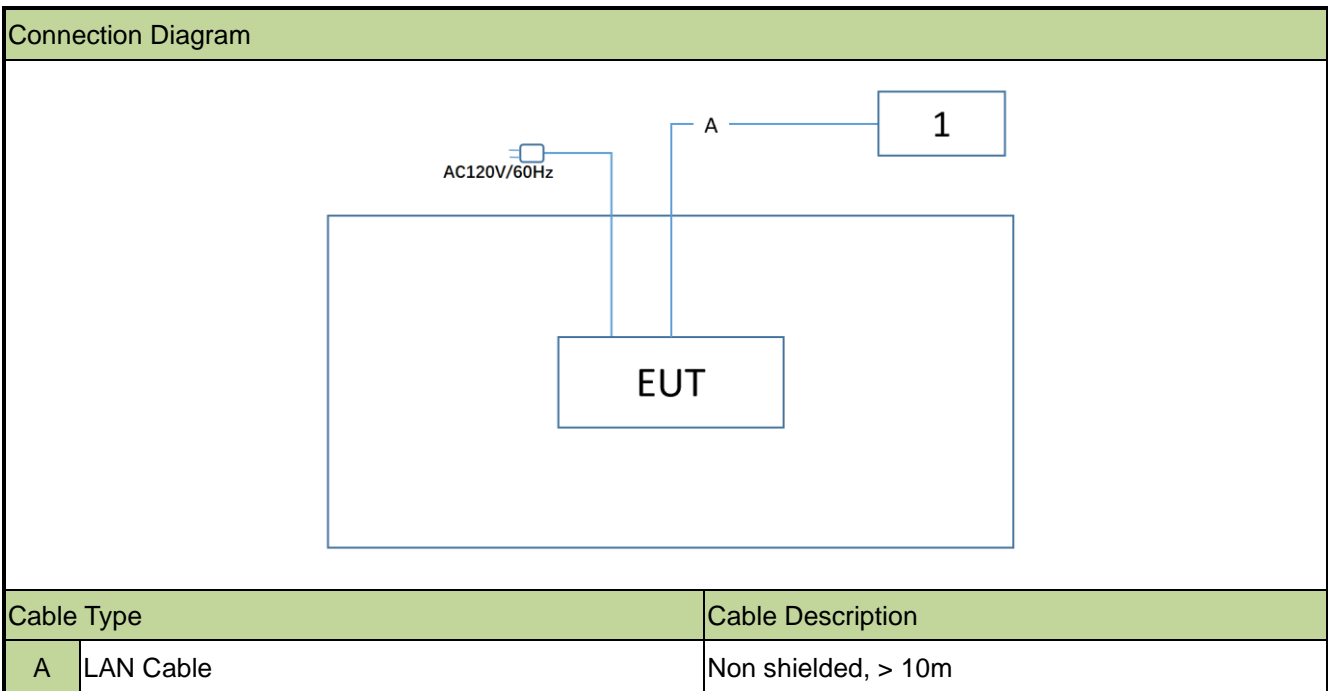 Connection Diagram
A
1
AC120V/60Hz
EUT
Cable Type
Cable Description
A
LAN Cable
Non shielded, > 10m